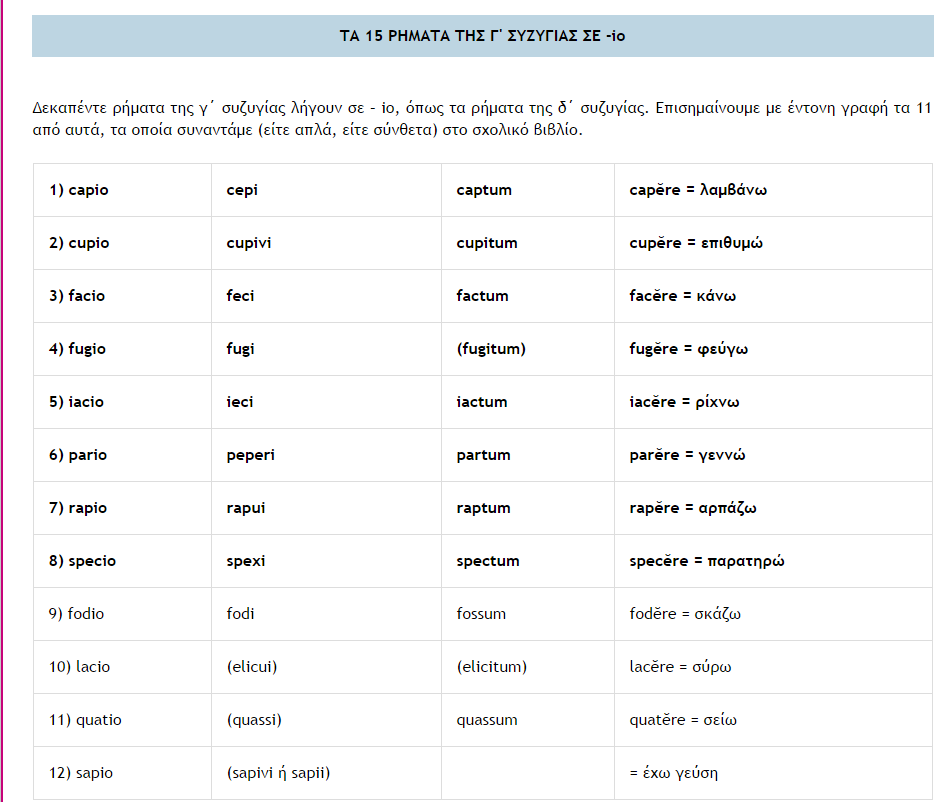 ΤΑ 15 ΡΗΜΑΤΑ ΤΗΣ Γ΄ ΣΥΖΥΓΙΑΣ ΣΕ -io
Δεκαπέντε ρήματα της γ΄ συζυγίας λήγουν σε – io, όπως τα ρήματα της δ΄ συζυγίας. Επισημαίνουμε με έντονη γραφή τα 11
από αυτά, τα οποία συναντάμε (είτε απλά, είτε σύνθετα) στο σχολικό βιβλίο.
1) capio cepi captum capĕre = λαμβάνω
2) cupio cupivi cupitum cupĕre = επιθυμώ
3) facio feci factum facĕre = κάνω
4) fugio fugi (fugitum) fugĕre = φεύγω
5) iacio ieci iactum iacĕre = ρίχνω
6) pario peperi partum parĕre = γεννώ
7) rapio rapui raptum rapĕre = αρπάζω
8) specio spexi spectum specĕre = παρατηρώ
9) fodio fodi fossum fodĕre = σκάζω
10) lacio (elicui) (elicitum) lacĕre = σύρω
11) quatio (quassi) quassum quatĕre = σείω
12) sapio (sapivi ή sapii) = έχω γεύση